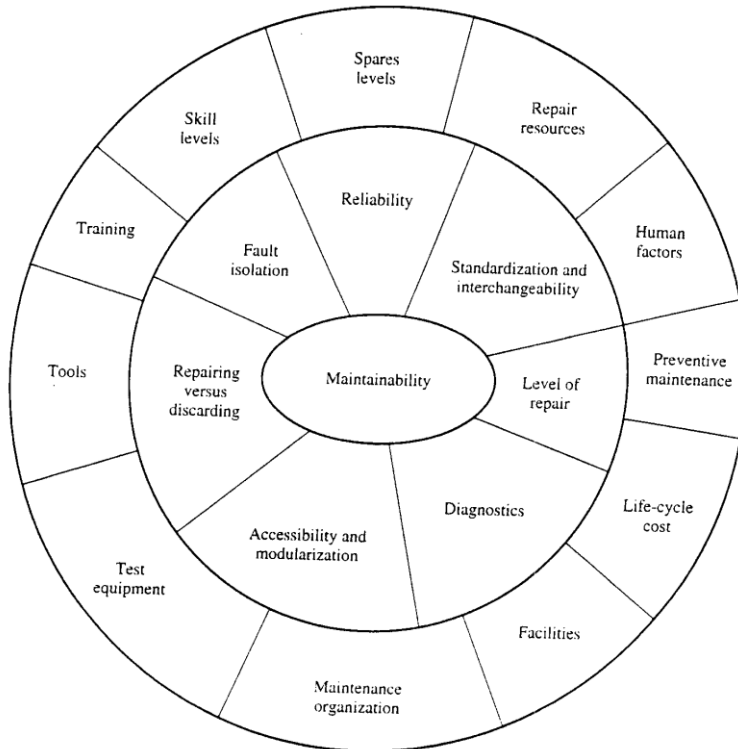 Spares
levels
Repair
resources
Human
factors
Preventive
maintenance
Life-cycle
cost
Facilities
Maintenance
organization
Test
equipment
Tools
Training
Skill
levels
Reliability
Standardization and
interchangeability
Level of
repair
Diagnostics
Accessibility and
modularization
Repairing
versus
discarding
Fault
isolation
Maintainability